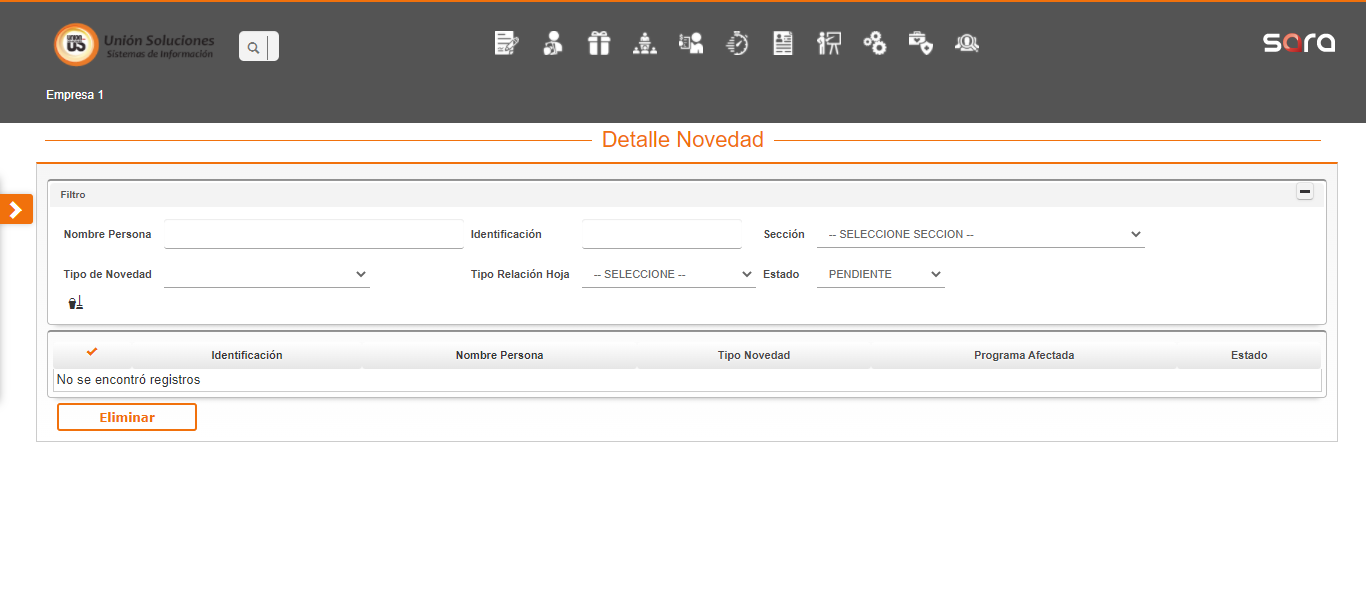 UNION
US
Unión Soluciones
Sistemas de Información
sara
Empresa 1
Detalle Novedad
Filtro
Nombre Persona
Identificación
Sección
-- SELECCIONE SECCION --
Tipo de Novedad
Tipo Relación Hoja
-- SELECCIONE --
Estado
PENDIENTE
Identificación
Nombre Persona
Tipo Novedad
Programa Afectada
Estado
No se encontró registros
Eliminar